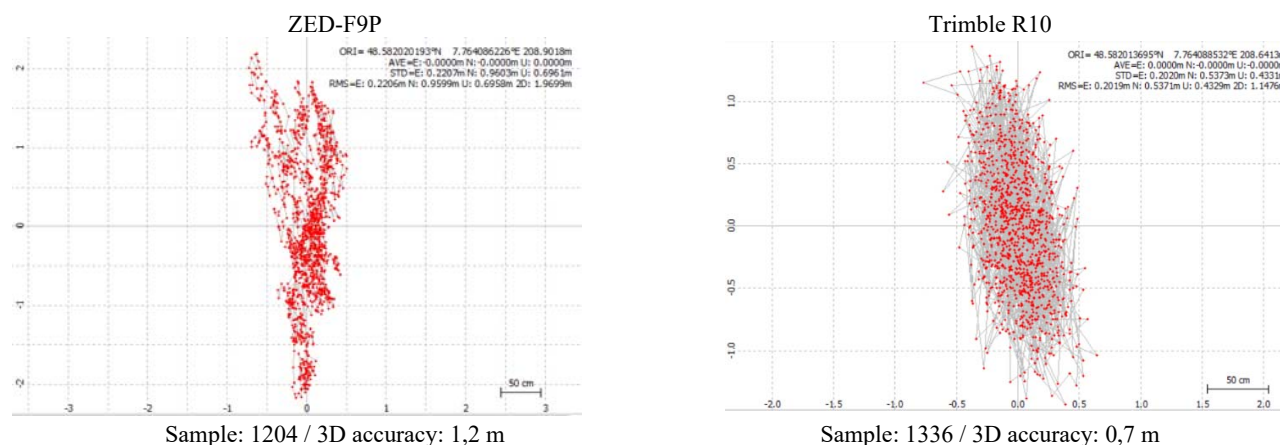 ZED-F9P
ORI= 48.582020193°N 7.764086226°E 208.9018m
AVE=E:-0.0000m N:-0.0000m U: 0.0000m
STD=E: 0.2207m N: 0.9603m U: 0.6961m
RMS=E: 0.2206m N: 0.9599m U: 0.6958m 2D: 1.9699m
2
1
0
-1
-2
-3
-2
-1
0
1
2
3
50 cm
Sample: 1204 / 3D accuracy: 1,2 m
Trimble R10
ORI= 48.582013695°N 7.764088532°E 208.6413m
AVE=E: 0.0000m N:-0.0000m U:-0.0000m
STD=E: 0.2020m N: 0.5373m U: 0.4331m
RMS=E: 0.2019m N: 0.5371m U: 0.4329m 2D: 1.1476m
1.0
0.5
0.0
-0.5
-1.0
-2.0
-1.5
-1.0
-0.5
0.0
0.5
1.0
1.5
2.0
50 cm
Sample: 1336 / 3D accuracy: 0,7 m